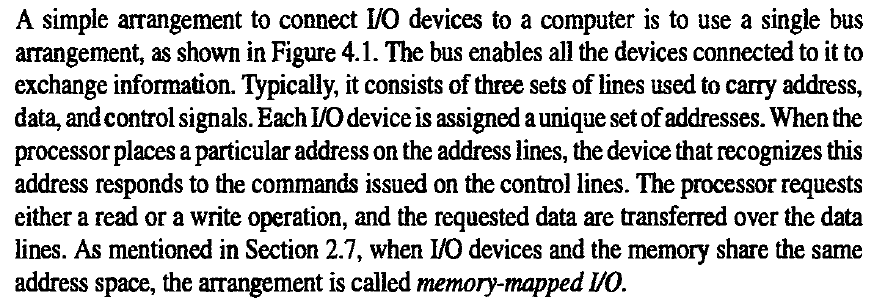 A simple arrangement to connect I/O devices to a computer is to use a single bus
arrangement, as shown in Figure 4.1. The bus enables all the devices connected to it to
exchange information. Typically, it consists of three sets of lines used to carry address,
data, and control signals. Each I/O device is assigned a unique set of addresses. When the
processor places a particular address on the address lines, the device that recognizes this
address responds to the commands issued on the control lines. The processor requests
either a read or a write operation, and the requested data are transferred over the data
lines. As mentioned in Section 2.7, when I/O devices and the memory share the same
address space, the arrangement is called memory-mapped I/O.